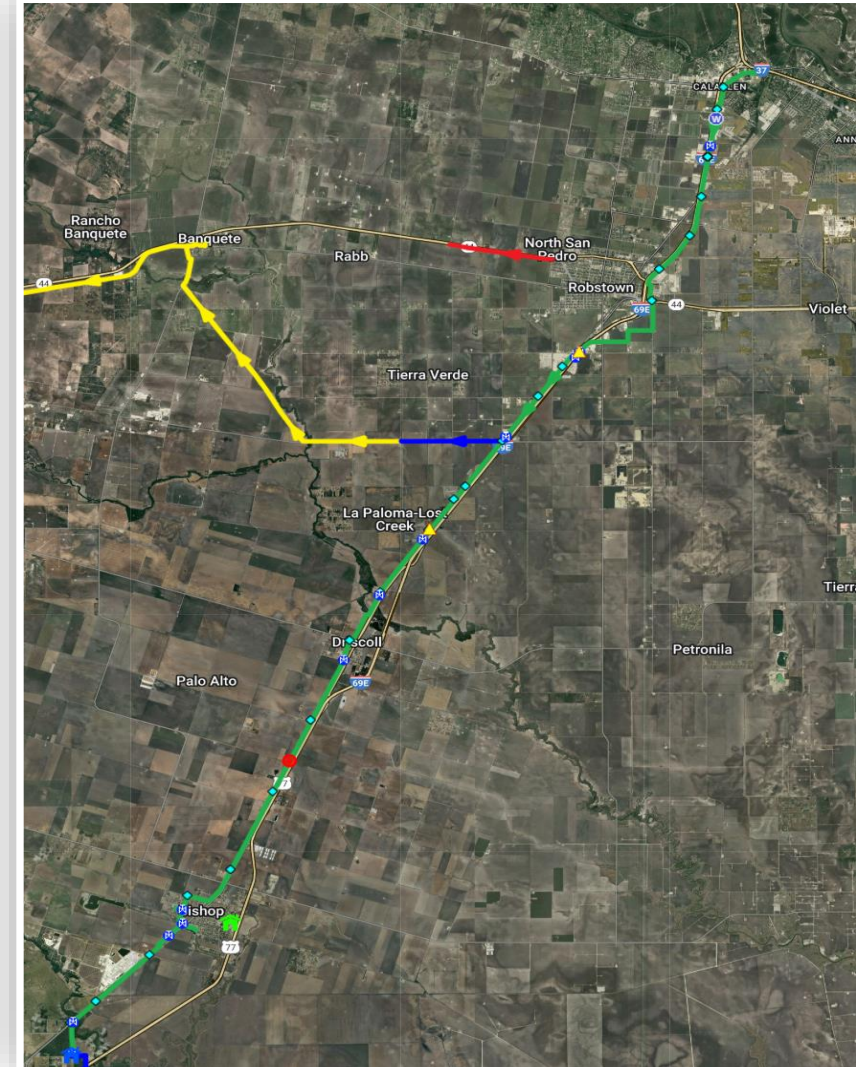 37
CALALLEN
W
ANN
Rancho
Banquete
Banquete
Rabb
North San
Pedro
44
Robstown
69E
44
Violet
Tierra Verde
La Paloma-Lost
Creek
Tierra
Driscoll
Petronila
Palo Alto
69E
Bishop
77